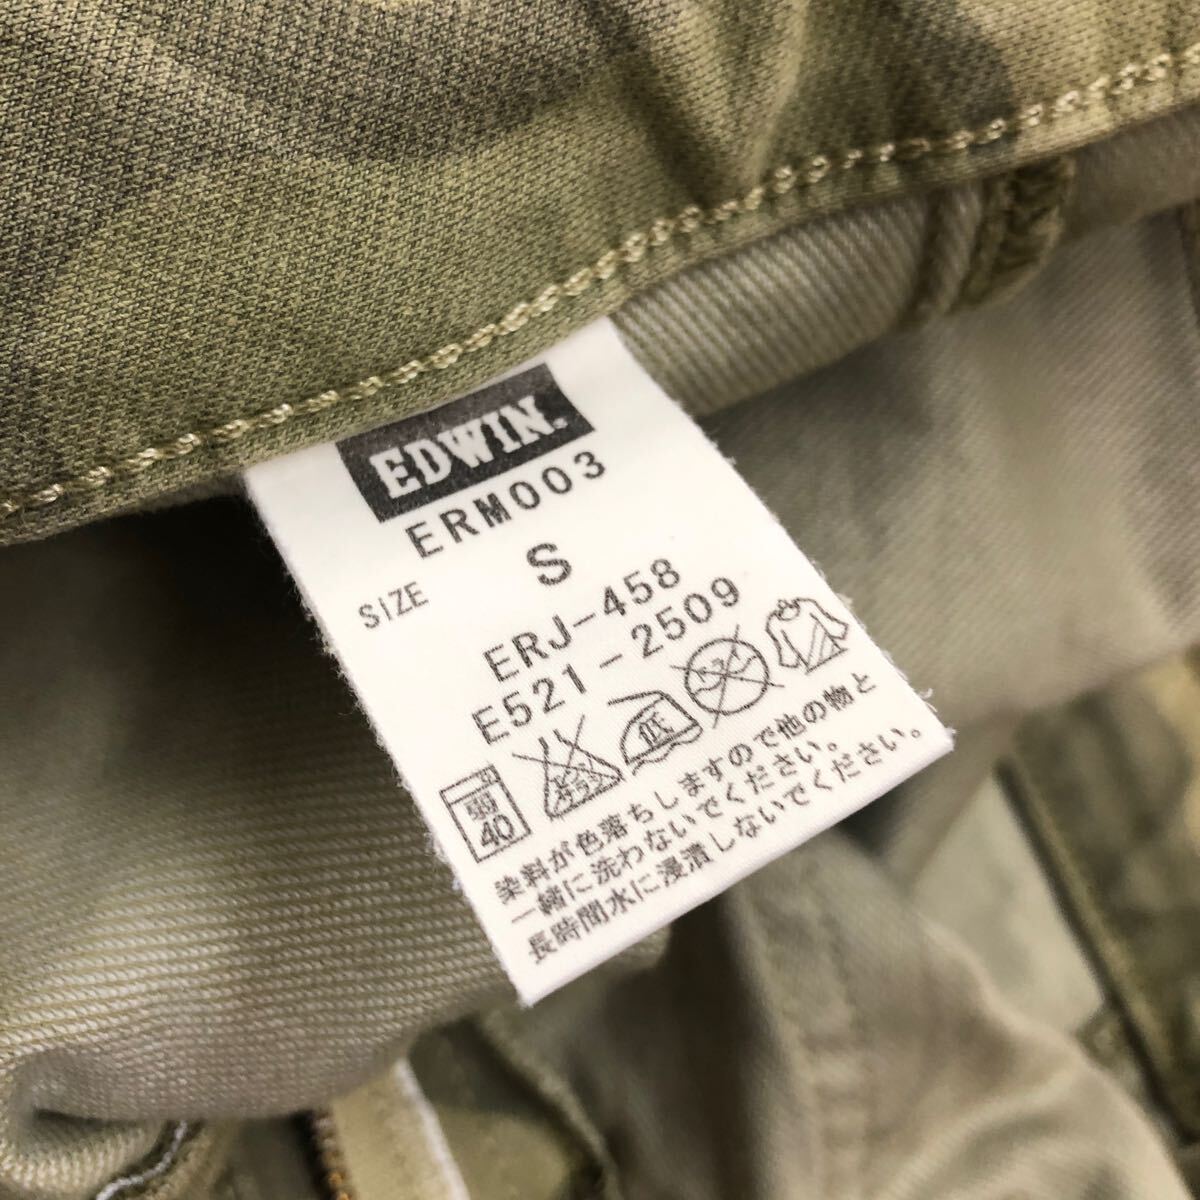 EDWIN.
ERM003
SIZE S
ERJ-458
E521-2509
40
低
染料が色落ちしますので他の物と
一緒に洗わないでください。
長時間水に浸漬しないでください。